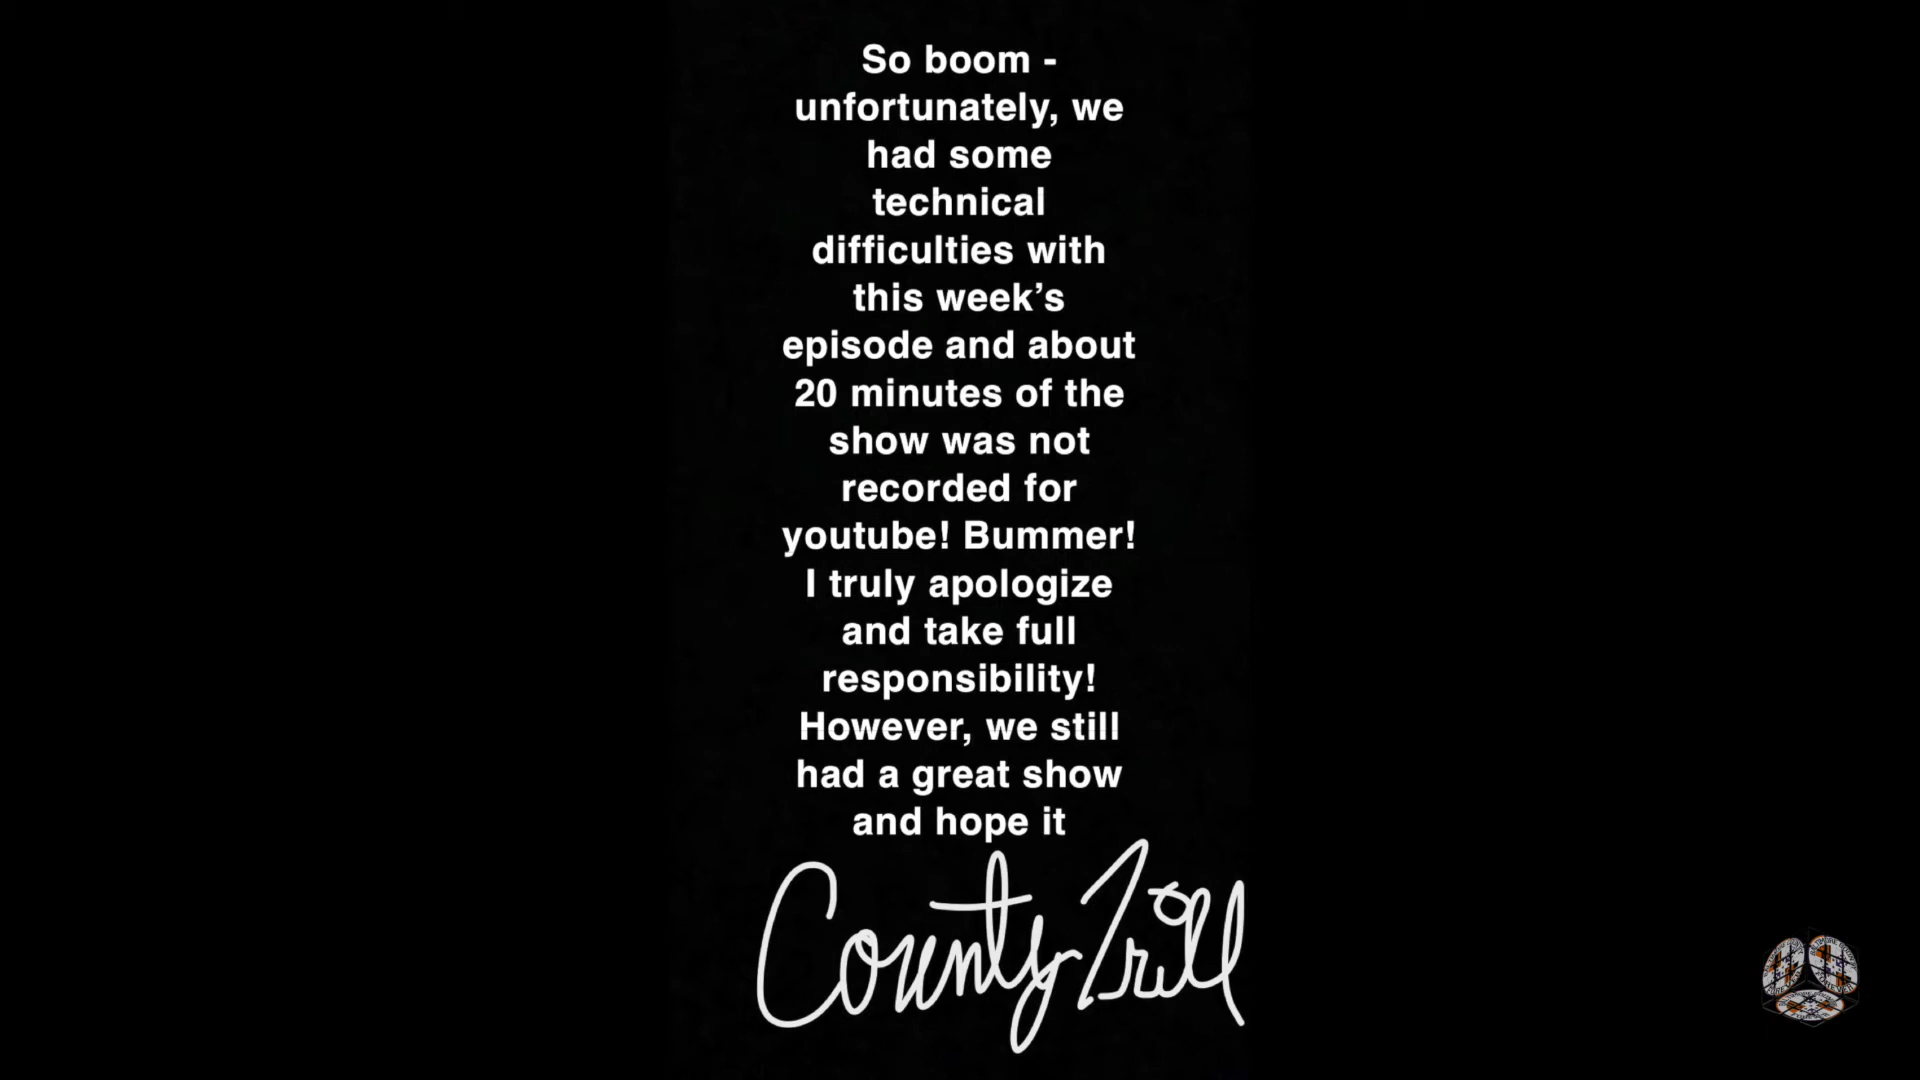 So boom -
unfortunately, we
had some
technical
difficulties with
this week’s
episode and about
20 minutes of the
show was not
recorded for
youtube! Bummer!
I truly apologize
and take full
responsibility!
However, we still
had a great show
and hope it
County Trill